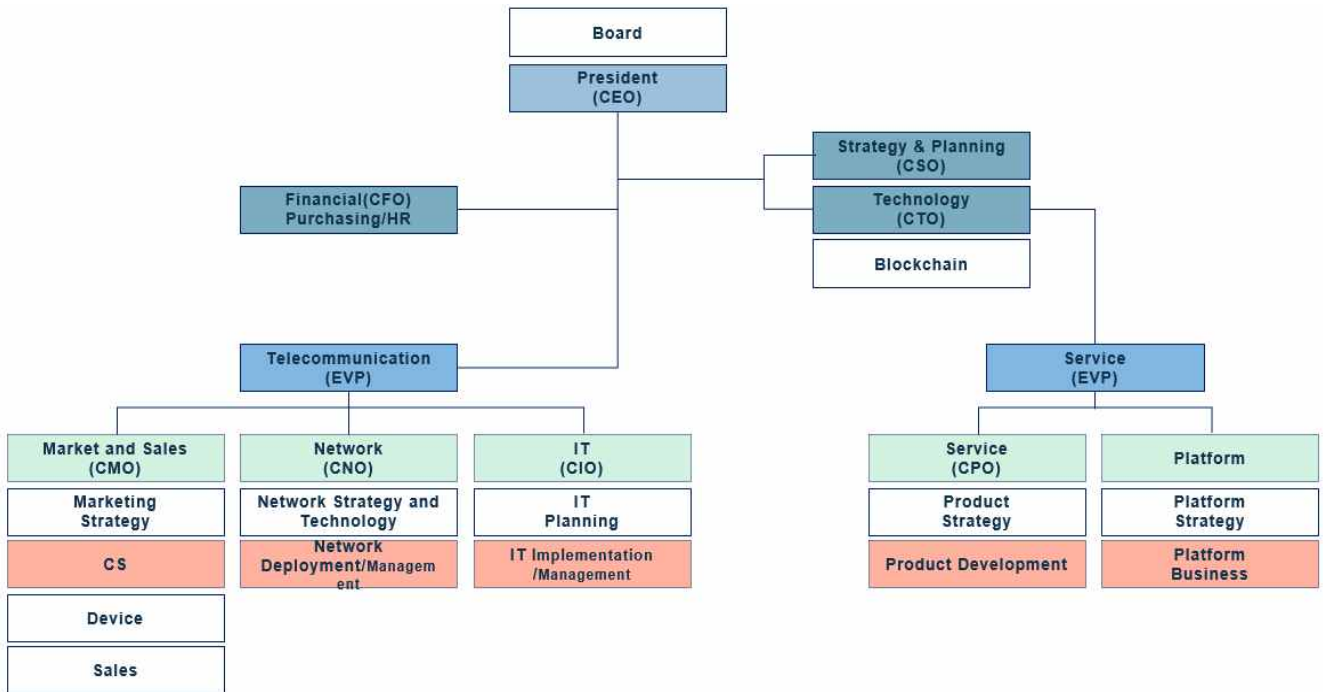 Board
President
(CEO)
Strategy & Planning
(CSO)
Financial(CFO)
Purchasing/HR
Technology
(CTO)
Blockchain
Telecommunication
(EVP)
Service
(EVP)
Market and Sales
(CMO)
Network
(CNO)
IT
(CIO)
Service
(CPO)
Platform
Marketing
Strategy
Network Strategy and
Technology
IT
Planning
Product
Strategy
Platform
Strategy
CS
Network
Deployment/Managem
ent
IT Implementation
/Management
Product Development
Platform
Business
Device
Sales